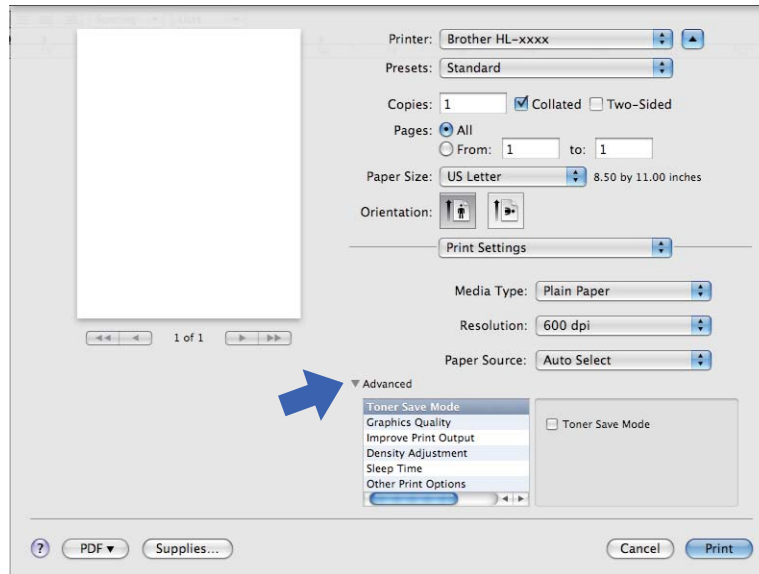 Printer: Brother HL-xxxx
Presets: Standard
Copies: 1 Collated Two-Sided
Pages: All
From: 1 to: 1
Paper Size: US Letter 8.50 by 11.00 inches
Orientation:
Print Settings
Media Type: Plain Paper
Resolution: 600 dpi
Paper Source: Auto Select
1 of 1
Advanced
Toner Save Mode
Graphics Quality
Improve Print Output
Density Adjustment
Sleep Time
Other Print Options
Toner Save Mode
? PDF Supplies... Cancel Print